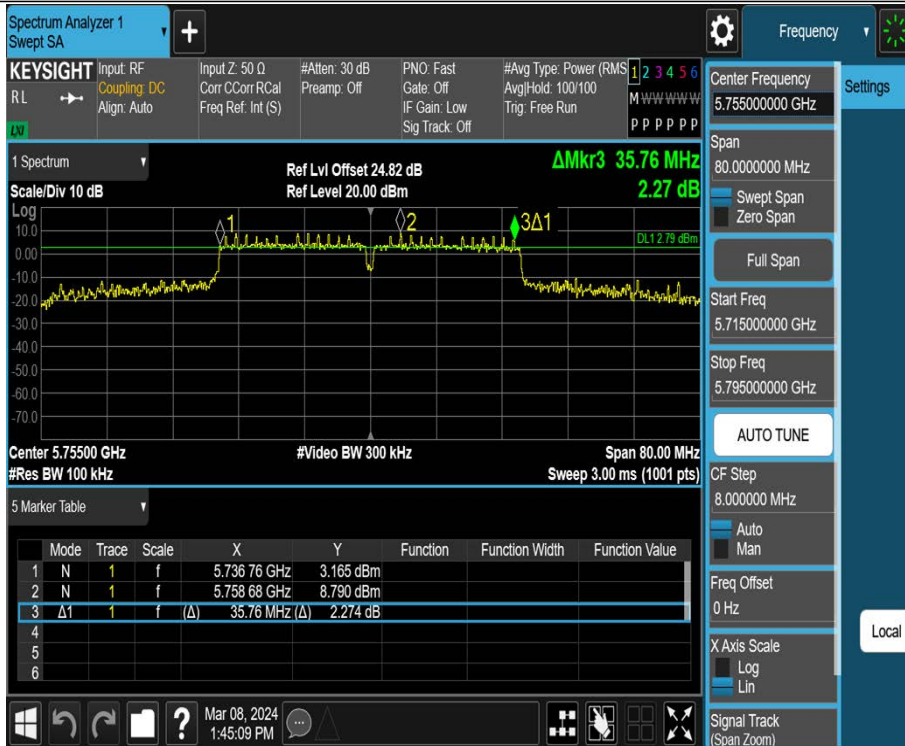 Spectrum Analyzer 1
Swept SA
+
Frequency
KEYSIGHT
RL
LXI
Input: RF
Coupling: DC
Align: Auto
Input Z: 50 Ω
Corr CCorr RCal
Freq Ref: Int (S)
#Atten: 30 dB
Preamp: Off
PNO: Fast
Gate: Off
IF Gain: Low
Sig Track: Off
#Avg Type: Power (RMS
Avg|Hold: 100/100
Trig: Free Run
1 2 3 4 5 6
M W W W W W
P P P P P P
1 Spectrum
Scale/Div 10 dB
Ref Lvl Offset 24.82 dB
Ref Level 20.00 dBm
ΔMkr3 35.76 MHz
2.27 dB
Log
10.0
0.00
-10.0
-20.0
-30.0
-40.0
-50.0
-60.0
-70.0
1
2
3Δ1
DL1 2.79 dBm
Center 5.75500 GHz
#Res BW 100 kHz
#Video BW 300 kHz
Span 80.00 MHz
Sweep 3.00 ms (1001 pts)
5 Marker Table
Mode Trace Scale X Y Function Function Width Function Value
1 N 1 f 5.736 76 GHz 3.165 dBm
2 N 1 f 5.758 68 GHz 8.790 dBm
3 Δ1 1 f (Δ) 35.76 MHz (Δ) 2.274 dB
4
5
6
?
Mar 08, 2024
1:45:09 PM
Center Frequency
5.755000000 GHz
Span
80.0000000 MHz
Swept Span
Zero Span
Full Span
Start Freq
5.715000000 GHz
Stop Freq
5.795000000 GHz
AUTO TUNE
CF Step
8.000000 MHz
Auto
Man
Freq Offset
0 Hz
X Axis Scale
Log
Lin
Signal Track
(Span Zoom)
Settings
Local